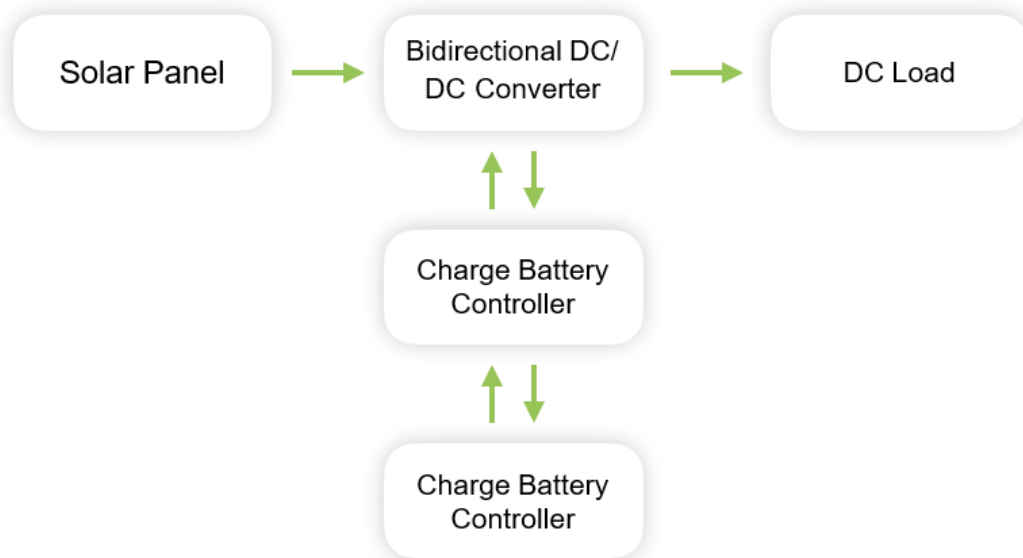 Solar Panel
Bidirectional DC/
DC Converter
DC Load
Charge Battery
Controller
Charge Battery
Controller